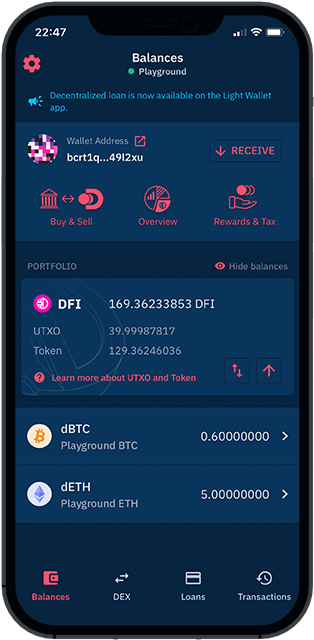 22:47
Balances
Playground
Decentralized loan is now available on the Light Wallet
app.
Wallet Address
bcrt1q...49l2xu
RECEIVE
Buy & Sell
Overview
Rewards & Tax
PORTFOLIO
Hide balances
DFI
169.36233853 DFI
UTXO
39.99987817
Token
129.36246036
Learn more about UTXO and Token
dBTC
Playground BTC
0.60000000
dETH
Playground ETH
5.00000000
Balances
DEX
Loans
Transactions